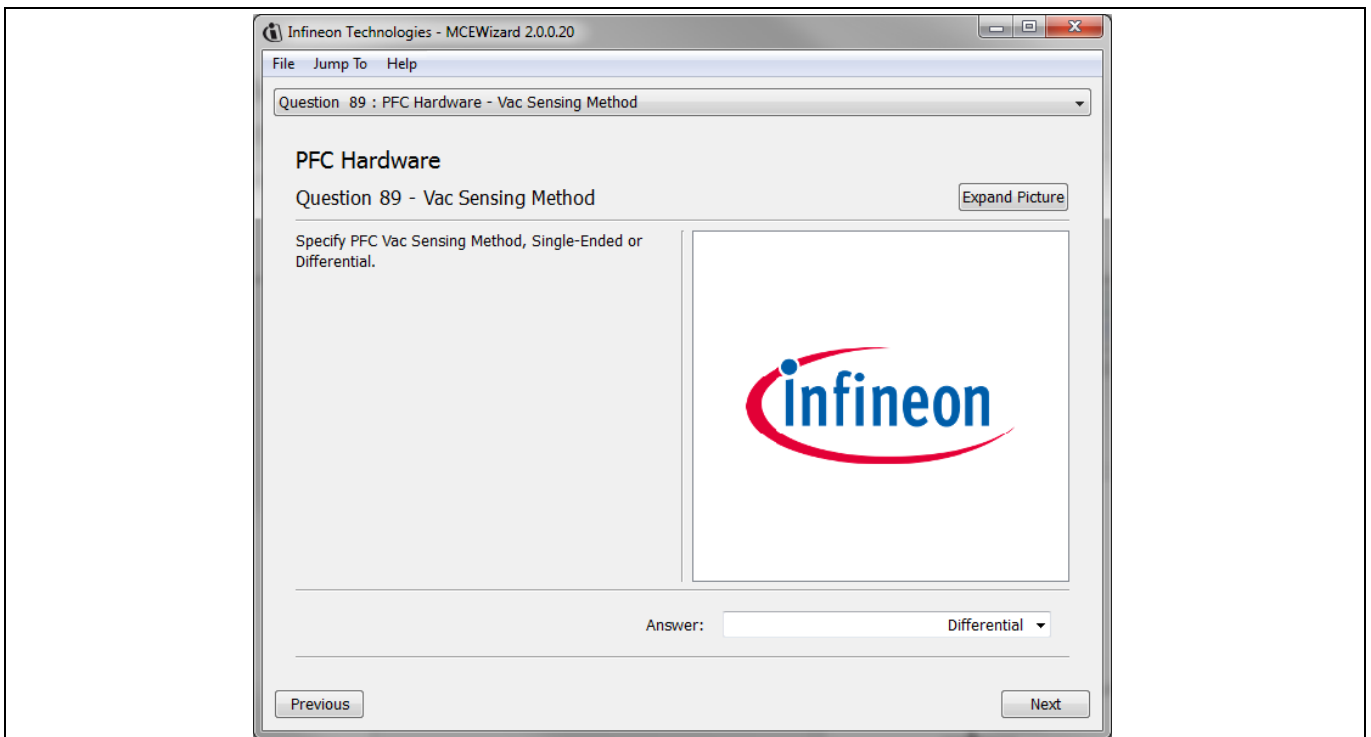 Infineon Technologies - MCEWizard 2.0.0.20
File Jump To Help
Question 89 : PFC Hardware - Vac Sensing Method
PFC Hardware
Question 89 - Vac Sensing Method
Expand Picture
Specify PFC Vac Sensing Method, Single-Ended or
Differential.
infineon
Answer:
Differential
Previous
Next